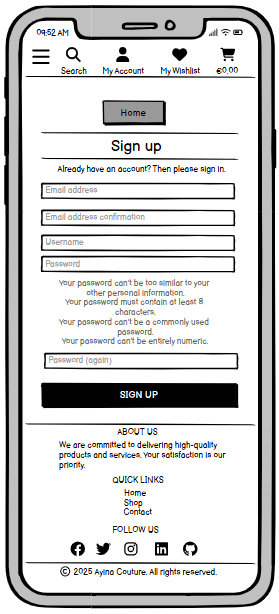 09:52 AM
Search My Account My Wishlist €0.00
Home
Sign up
Already have an account? Then please sign in.
Email address
Email address confirmation
Username
Password
Your password can't be too similar to your
other personal information.
Your password must contain at least 8
characters.
Your password can't be a commonly used
password.
Your password can't be entirely numeric.
Password (again)
SIGN UP
ABOUT US
We are committed to delivering high-quality
products and services. Your satisfaction is our
priority.
QUICK LINKS
Home
Shop
Contact
FOLLOW US
© 2025 Ayina Couture. All rights reserved.